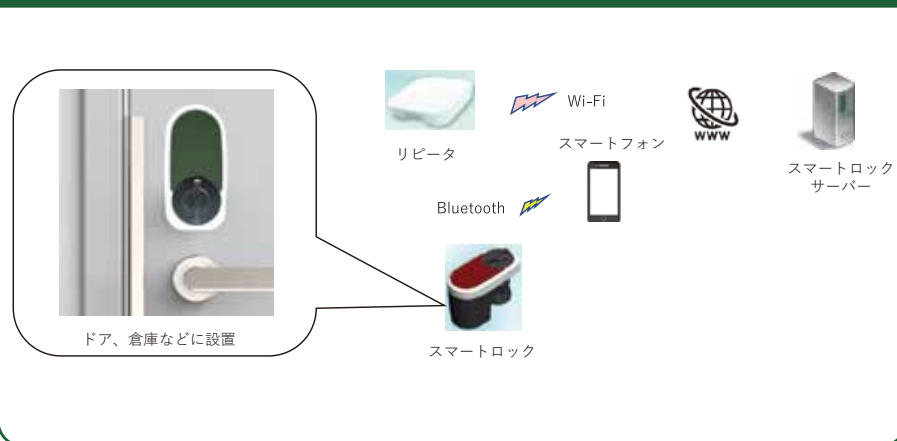 Wi-Fi
WWW
スマートフォン
リピータ
スマートロック
サーバー
Bluetooth
ドア、倉庫などに設置
スマートロック